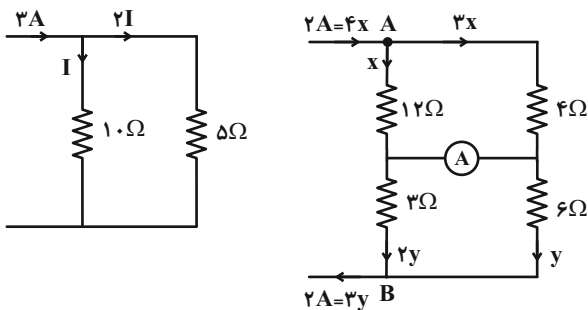 ۳A ۲I
I
۱۰Ω ۵Ω
۲A=۴x A ۳x
x
۱۲Ω ۴Ω
A
۳Ω ۶Ω
۲y y
۲A=۳y B